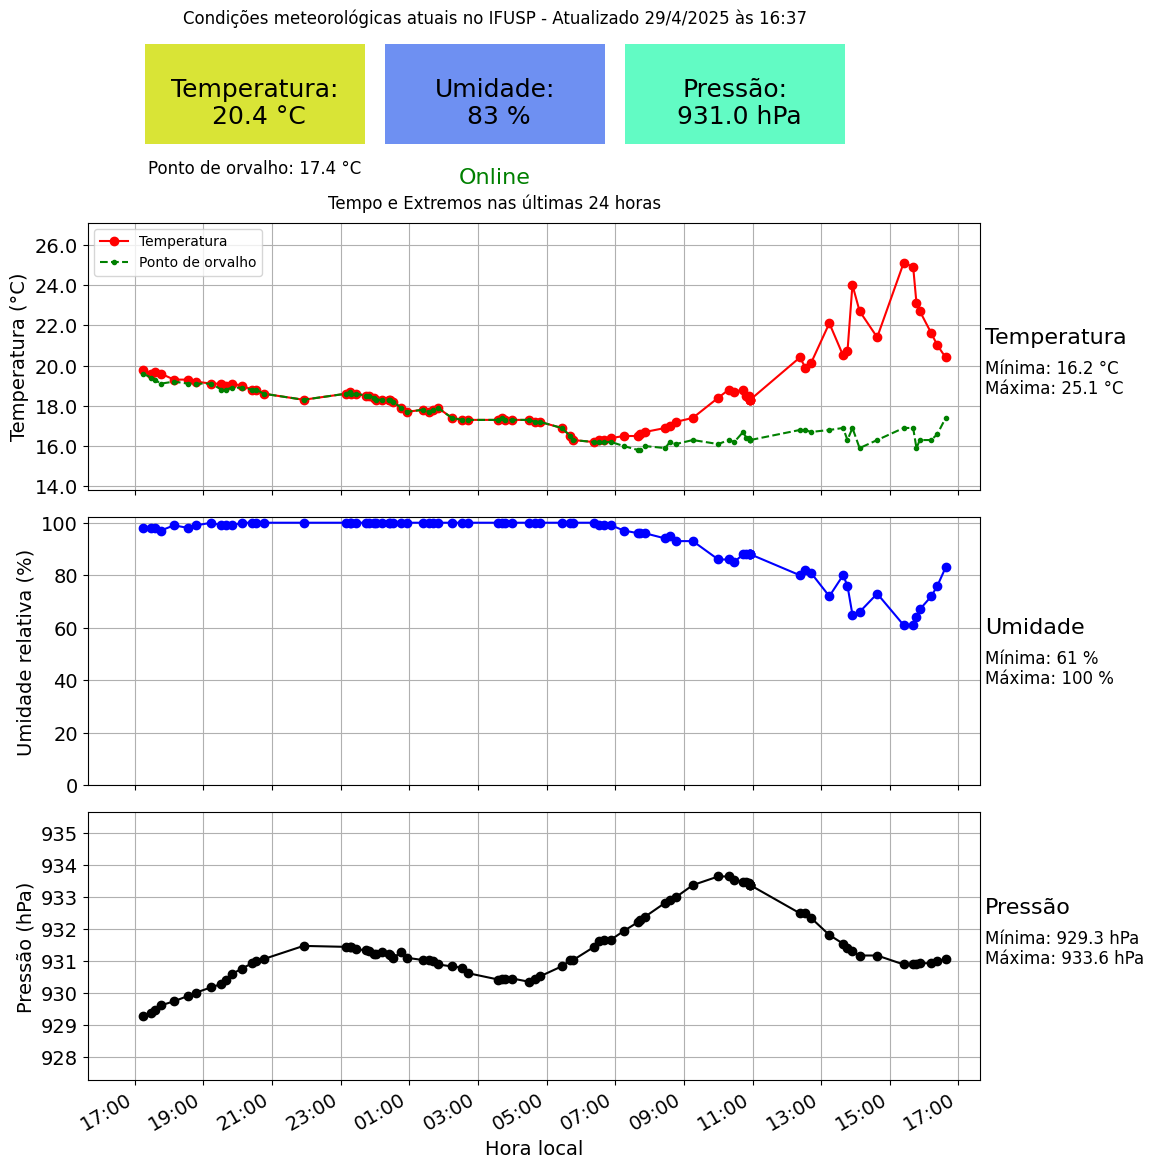 Condições meteorológicas atuais no IFUSP - Atualizado 29/4/2025 às 16:37
Temperatura:
20.4 °C
Umidade:
83 %
Pressão:
931.0 hPa
Ponto de orvalho: 17.4 °C
Online
Tempo e Extremos nas últimas 24 horas
Temperatura (°C)
26.0
24.0
22.0
20.0
18.0
16.0
14.0
Temperatura
Ponto de orvalho
Temperatura
Mínima: 16.2 °C
Máxima: 25.1 °C
Umidade relativa (%)
100
80
60
40
20
0
Umidade
Mínima: 61 %
Máxima: 100 %
Pressão (hPa)
935
934
933
932
931
930
929
928
Pressão
Mínima: 929.3 hPa
Máxima: 933.6 hPa
17:00
19:00
21:00
23:00
01:00
03:00
05:00
07:00
09:00
11:00
13:00
15:00
17:00
Hora local